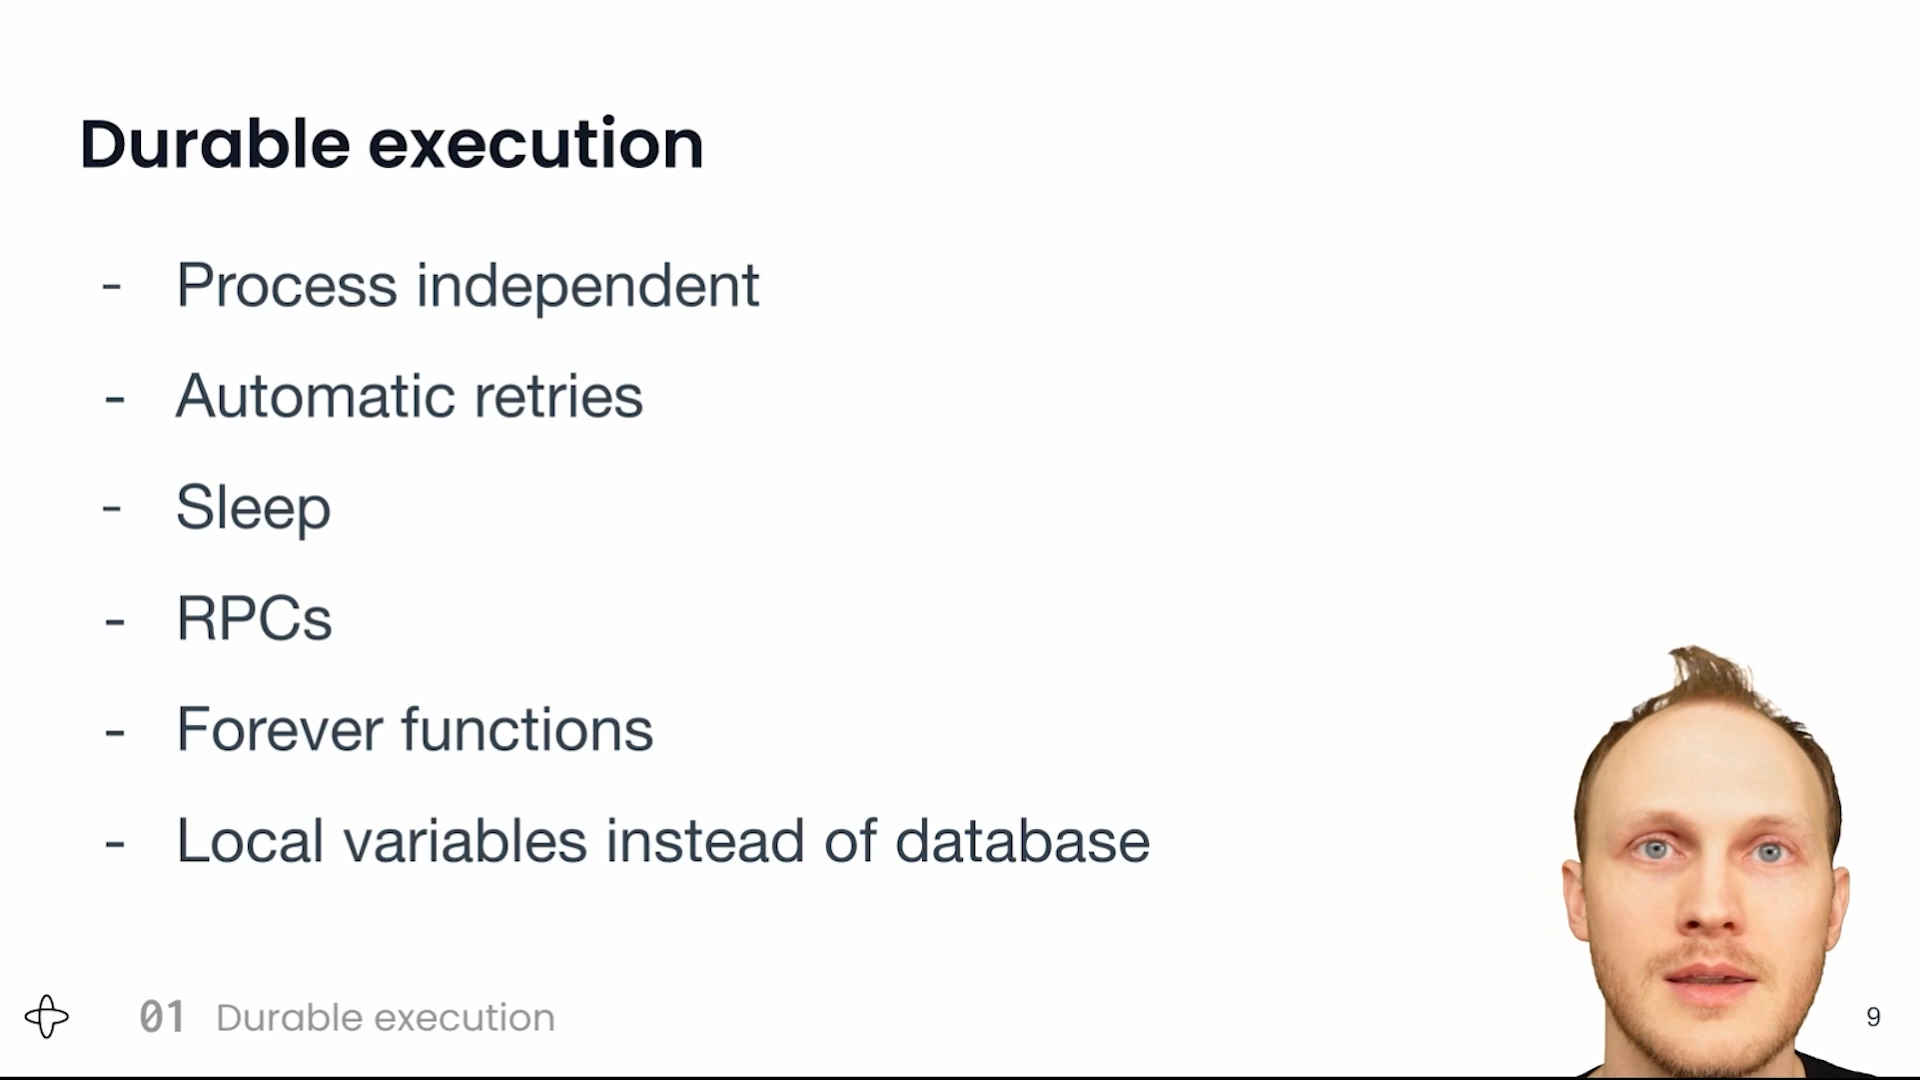 Durable execution
- Process independent
- Automatic retries
- Sleep
- RPCs
- Forever functions
- Local variables instead of database
01 Durable execution
9